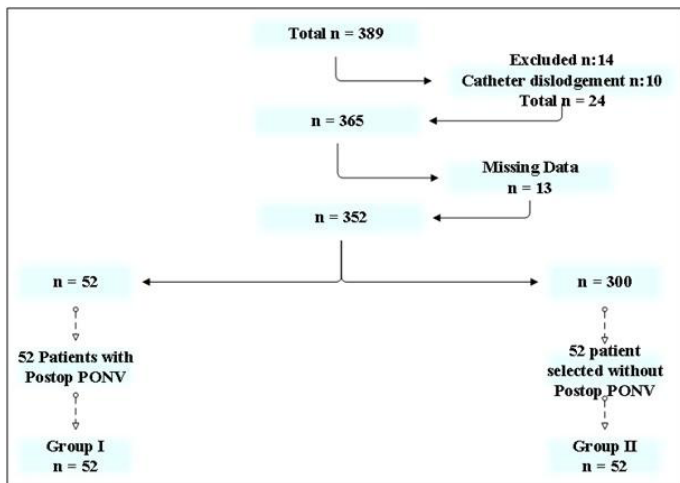 Total n = 389
Excluded n:14
Catheter dislodgement n:10
Total n = 24
n = 365
Missing Data
n = 13
n = 352
n = 52
n = 300
52 Patients with
Postop PONV
52 patient
selected without
Postop PONV
Group I
n = 52
Group II
n = 52